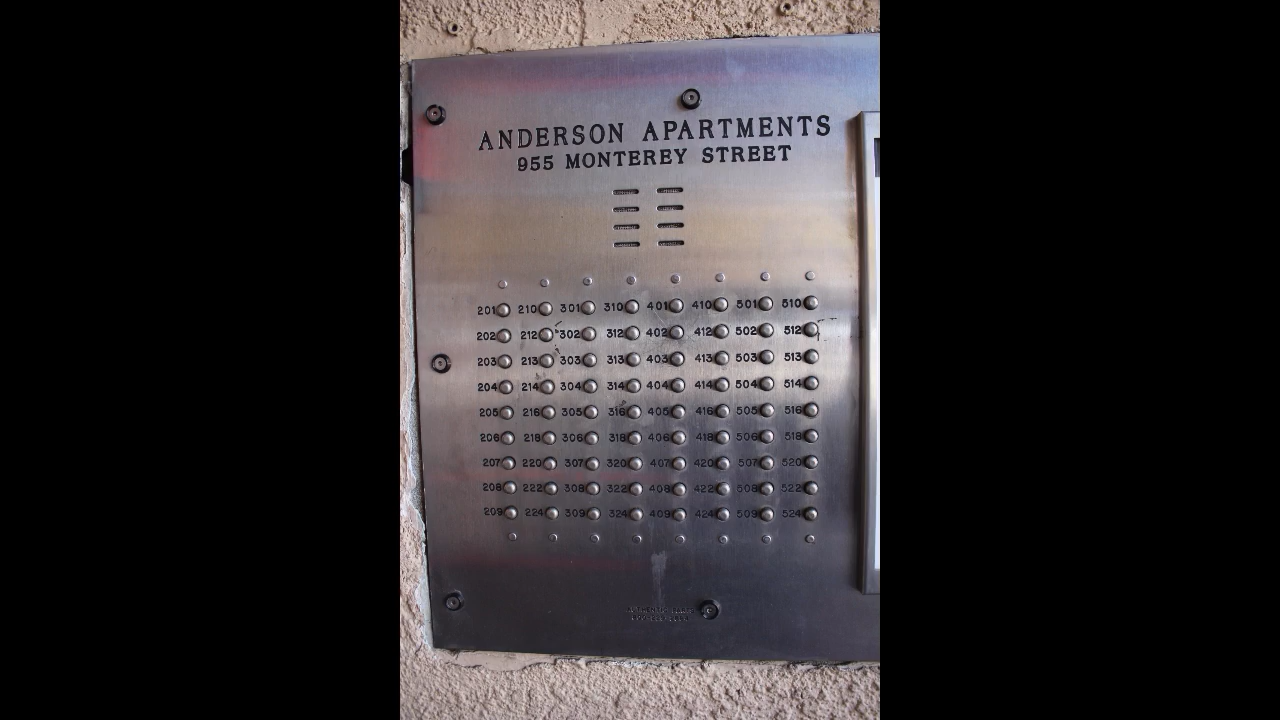 ANDERSON APARTMENTS
955 MONTEREY STREET
201 210 301 310 401 410 501 510
202 212 302 312 402 412 502 512
203 213 303 313 403 413 503 513
204 214 304 314 404 414 504 514
205 216 305 316 405 416 505 516
206 218 306 318 406 418 506 518
207 220 307 320 407 420 507 520
208 222 308 322 408 422 508 522
209 224 309 324 409 424 509 524